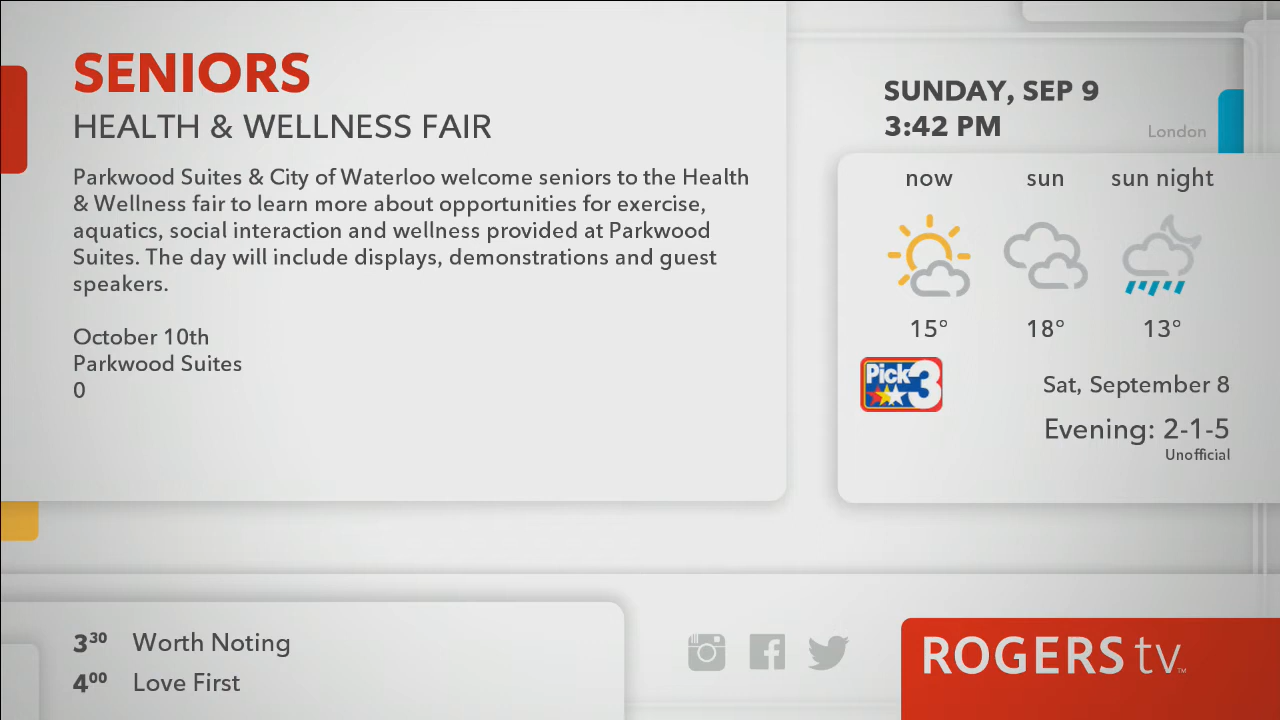 SENIORS
HEALTH & WELLNESS FAIR
Parkwood Suites & City of Waterloo welcome seniors to the Health
& Wellness fair to learn more about opportunities for exercise,
aquatics, social interaction and wellness provided at Parkwood
Suites. The day will include displays, demonstrations and guest
speakers.
October 10th
Parkwood Suites
0
SUNDAY, SEP 9
3:42 PM
London
now sun sun night
15° 18° 13°
Pick 3
Sat, September 8
Evening: 2-1-5
Unofficial
3³⁰ Worth Noting
4⁰⁰ Love First
ROGERS tv™